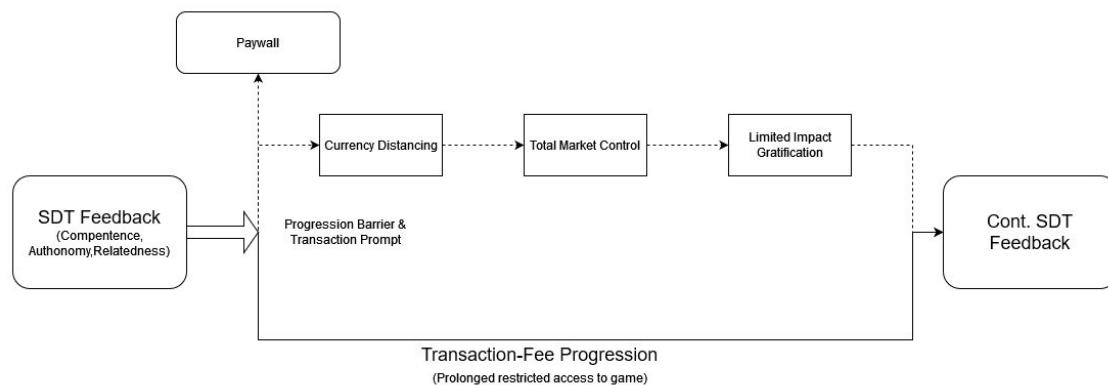 Paywall
Currency Distancing
Total Market Control
Limited Impact
Gratification
SDT Feedback
(Compentence,
Authonomy,Relatedness)
Progression Barrier &
Transaction Prompt
Cont. SDT
Feedback
Transaction-Fee Progression
(Prolonged restricted access to game)